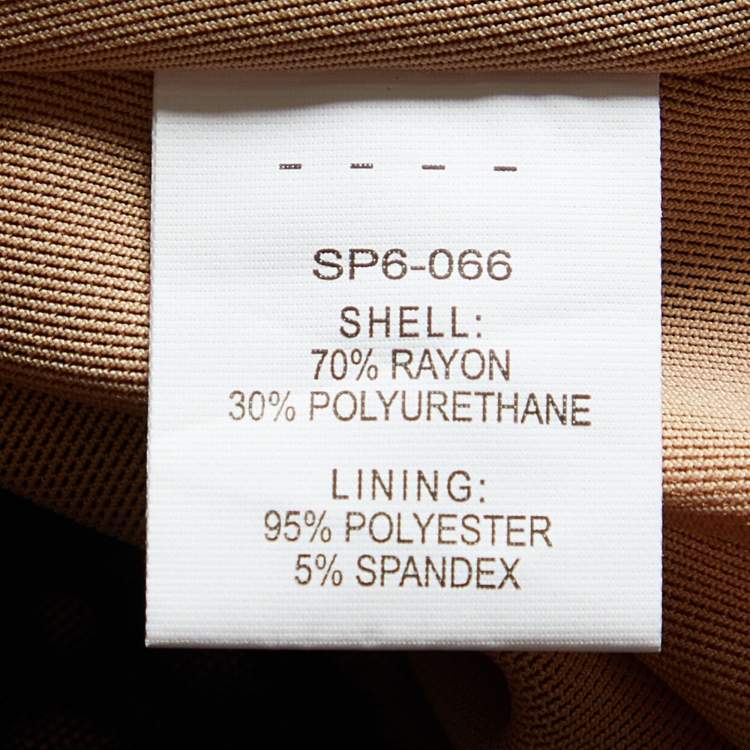 - - - -
SP6-066
SHELL:
70% RAYON
30% POLYURETHANE
LINING:
95% POLYESTER
5% SPANDEX